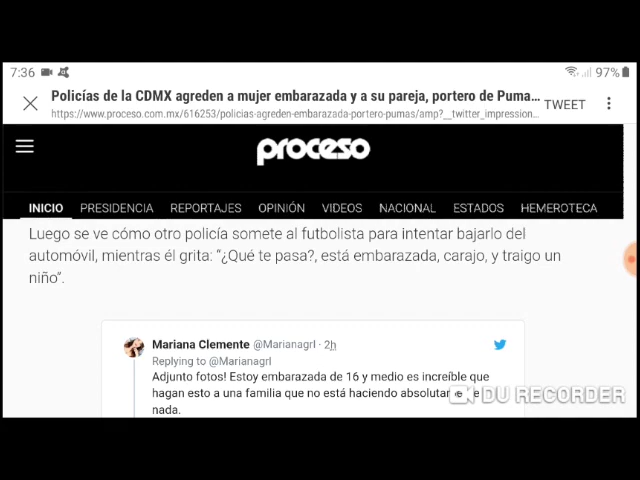 7:36
97%
Policías de la CDMX agreden a mujer embarazada y a su pareja, portero de Puma...
TWEET
https://www.proceso.com.mx/616253/policias-agreden-embarazada-portero-pumas/amp?__twitter_impression...
proceso
INICIO PRESIDENCIA REPORTAJES OPINIÓN VIDEOS NACIONAL ESTADOS HEMEROTECA
Luego se ve cómo otro policía somete al futbolista para intentar bajarlo del
automóvil, mientras él grita: “¿Qué te pasa?, está embarazada, carajo, y traigo un
niño”.
Mariana Clemente @Marianagrl · 2h
Replying to @Marianagrl
Adjunto fotos! Estoy embarazada de 16 y medio es increíble que
hagan esto a una familia que no está haciendo
nada.
DU RECORDER